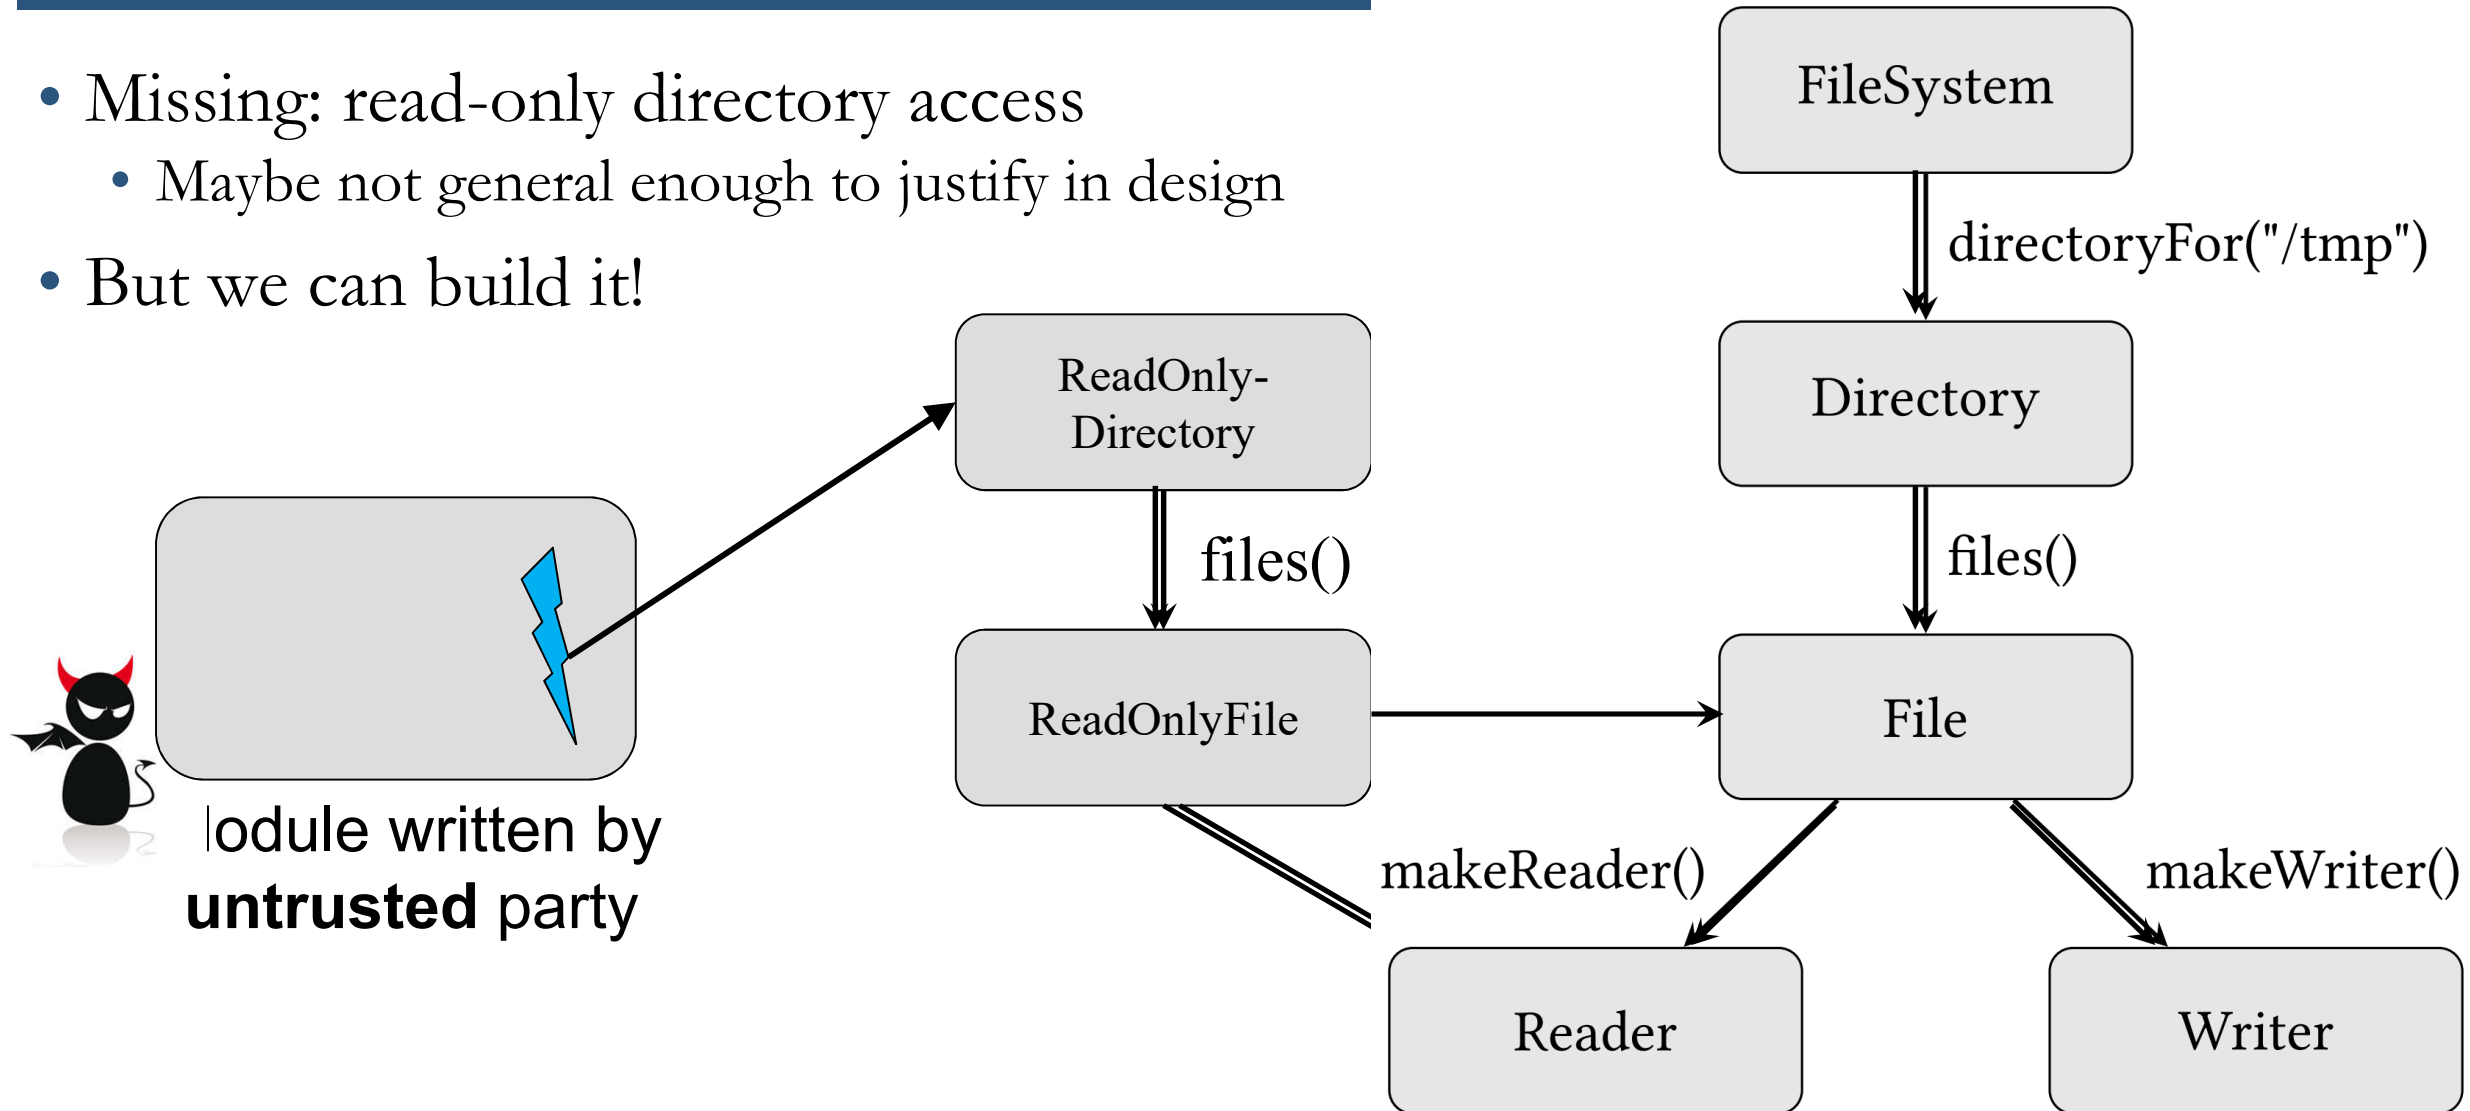 • Missing: read-only directory access
• Maybe not general enough to justify in design
• But we can build it!
FileSystem
directoryFor("/tmp")
ReadOnly-
Directory
Directory
files()
files()
ReadOnlyFile
File
odule written by
untrusted party
makeReader()
makeWriter()
Reader
Writer